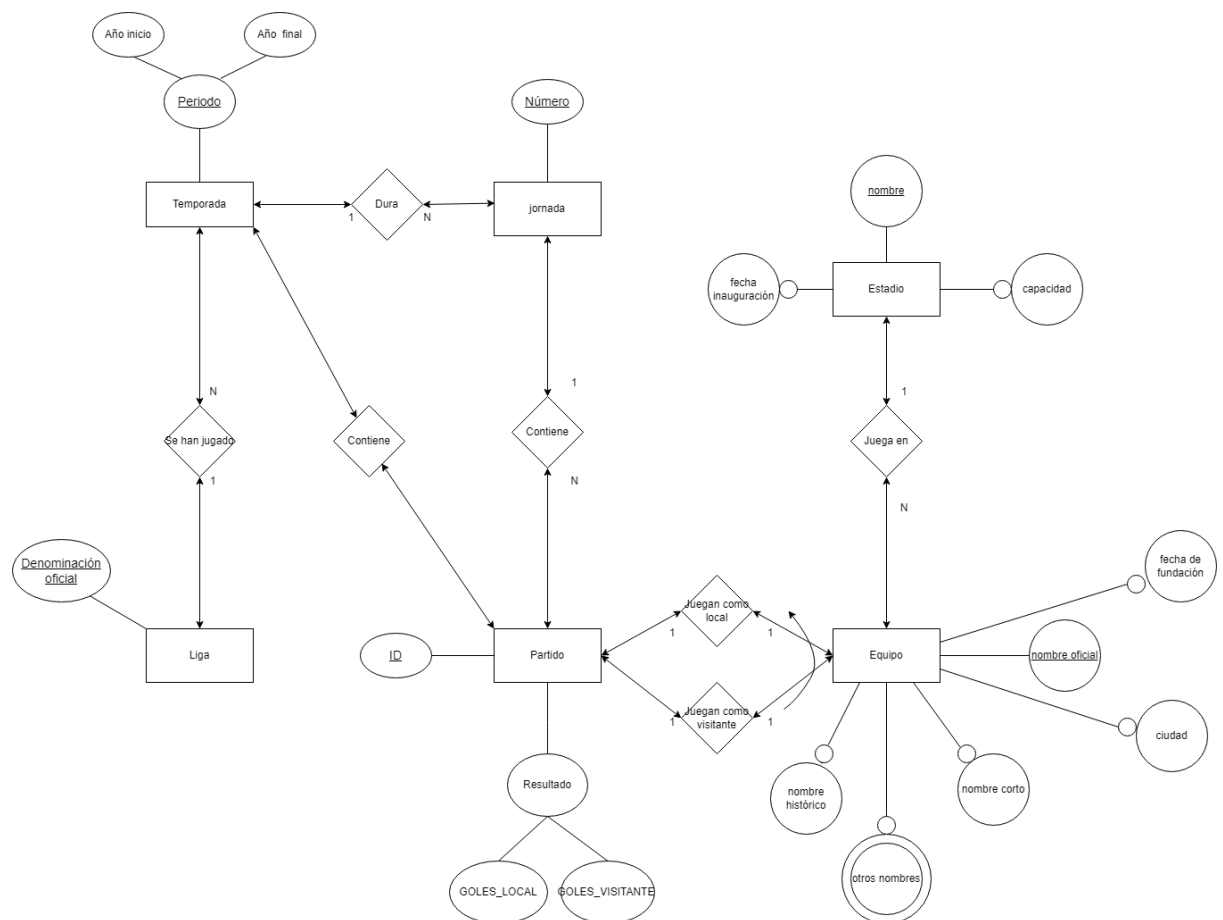 Año inicio
Año final
Periodo
Número
nombre
Temporada
1
Dura
N
jornada
fecha
inauguración
Estadio
capacidad
N
1
1
Se han jugado
Contiene
Contiene
Juega en
1
N
N
Denominación
oficial
fecha de
fundación
Juegan como
local
1
1
Liga
ID
Partido
Equipo
nombre oficial
Juegan como
visitante
1
1
ciudad
Resultado
nombre
histórico
nombre corto
otros nombres
GOLES_LOCAL
GOLES_VISITANTE